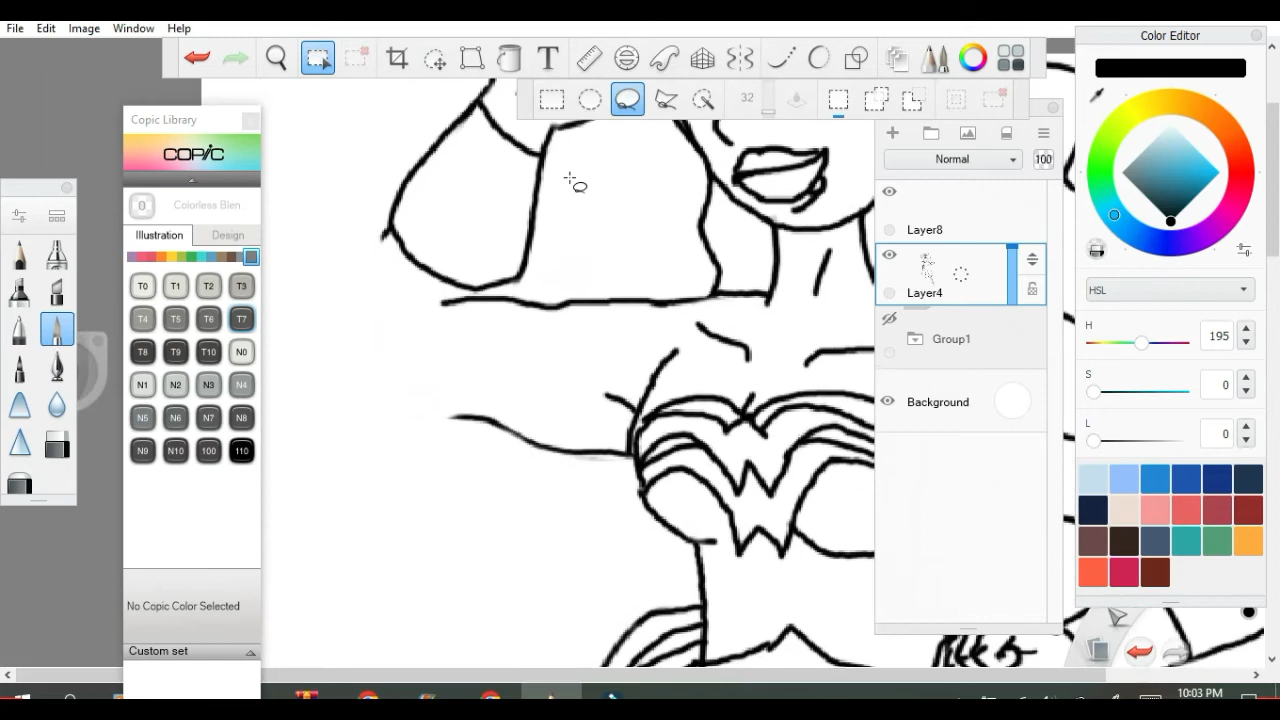 File Edit Image Window Help
Color Editor
T
32
Copic Library
COPIC
0 Colorless Blen
Illustration Design
T0 T1 T2 T3
T4 T5 T6 T7
T8 T9 T10 N0
N1 N2 N3 N4
N5 N6 N7 N8
N9 N10 100 110
No Copic Color Selected
Custom set
Normal 100
Layer8
Layer4
Group1
Background
HSL
H 195
S 0
L 0
10:03 PM